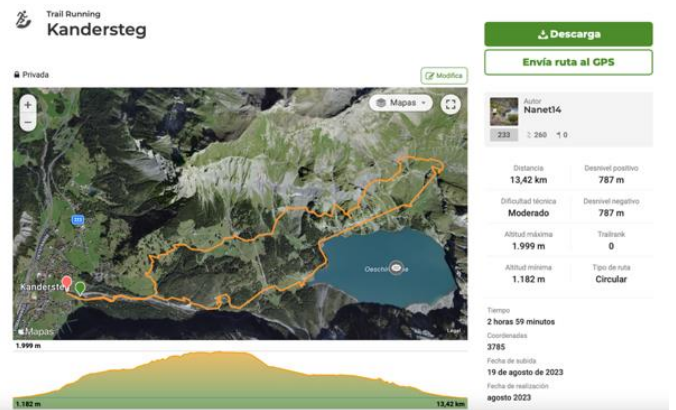 Trail Running
Kandersteg
Privada
Modifica
Descarga
Envía ruta al GPS
Mapas
Autor
Nanet14
233 260 0
Distancia
13,42 km
Desnivel positivo
787 m
Dificultad técnica
Moderado
Desnivel negativo
787 m
Altitud máxima
1.999 m
Trailrank
0
Altitud mínima
1.182 m
Tipo de ruta
Circular
Tiempo
2 horas 59 minutos
Coordenadas
3785
Fecha de subida
19 de agosto de 2023
Fecha de realización
agosto 2023
Mapas
Legal
1.999 m
1.182 m
13,42 km